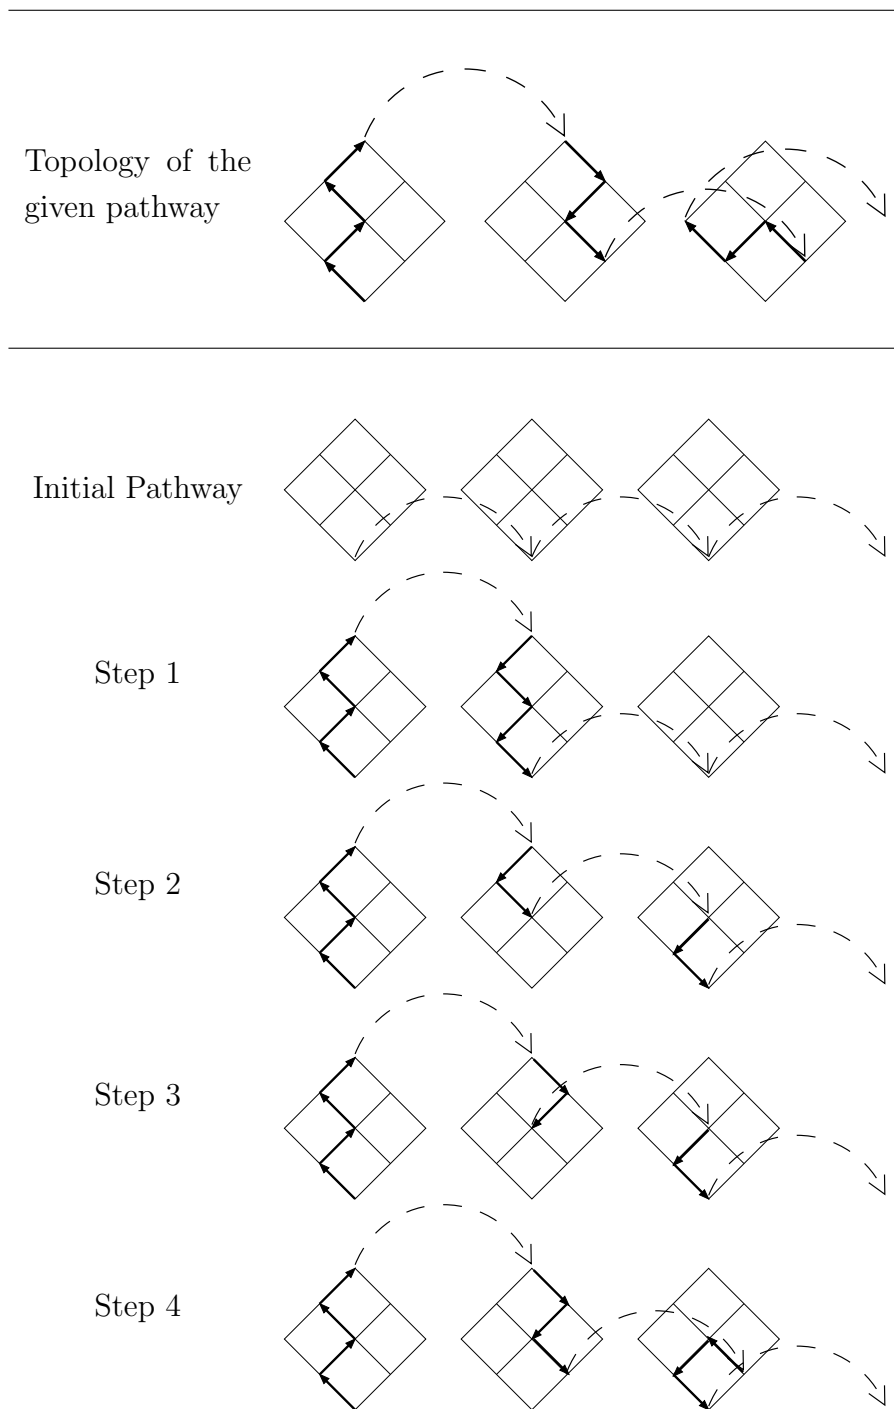 Topology of the
given pathway
Initial Pathway
Step 1
Step 2
Step 3
Step 4